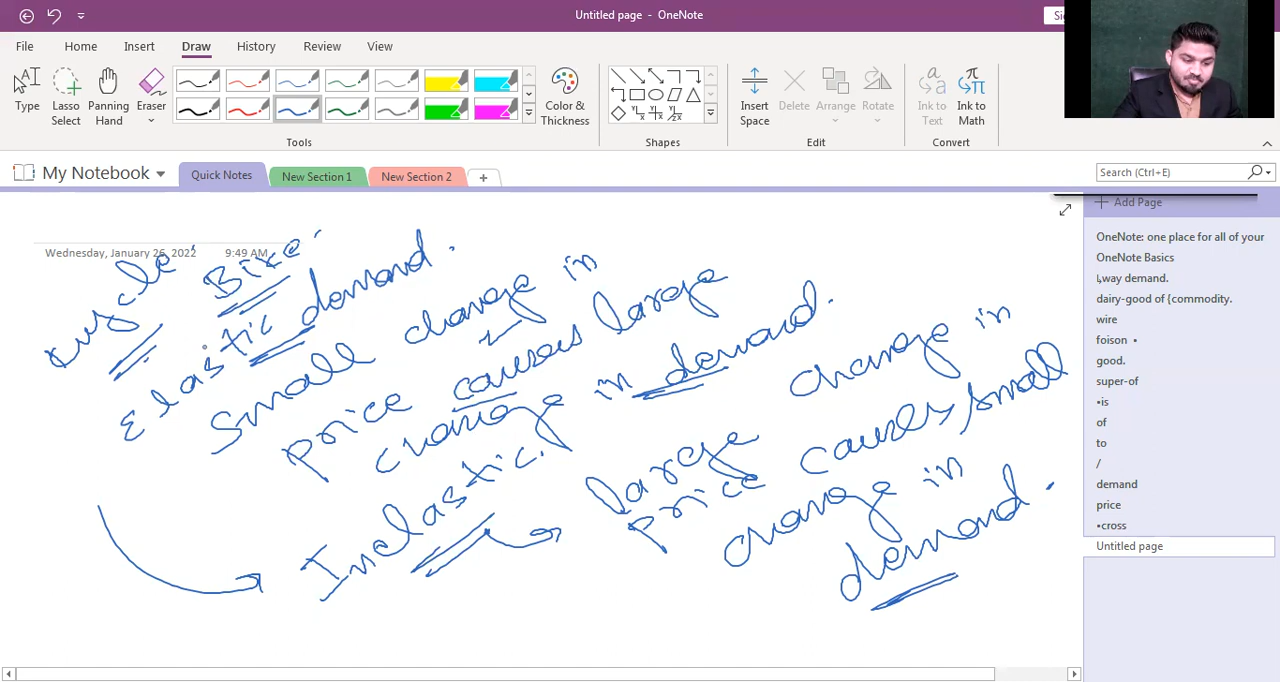 Untitled page - OneNote
File Home Insert Draw History Review View
Type
Lasso Select
Panning Hand
Eraser
Color & Thickness
Insert Space
Delete
Arrange
Rotate
Ink to Text
Ink to Math
Tools
Shapes
Edit
Convert
My Notebook
Quick Notes
New Section 1
New Section 2
+
Search (Ctrl+E)
Wednesday, January 26, 2022 9:49 AM
Bike
Elastic demand.
Small change in
Price causes large
change in demand.
Inelastic.
large change in
price causes small
change in
demand.
Add Page
OneNote: one place for all of your
OneNote Basics
dairy-good of {commodity.
wire
foison •
good.
super-of
•is
of
to
/
demand
price
•cross
Untitled page